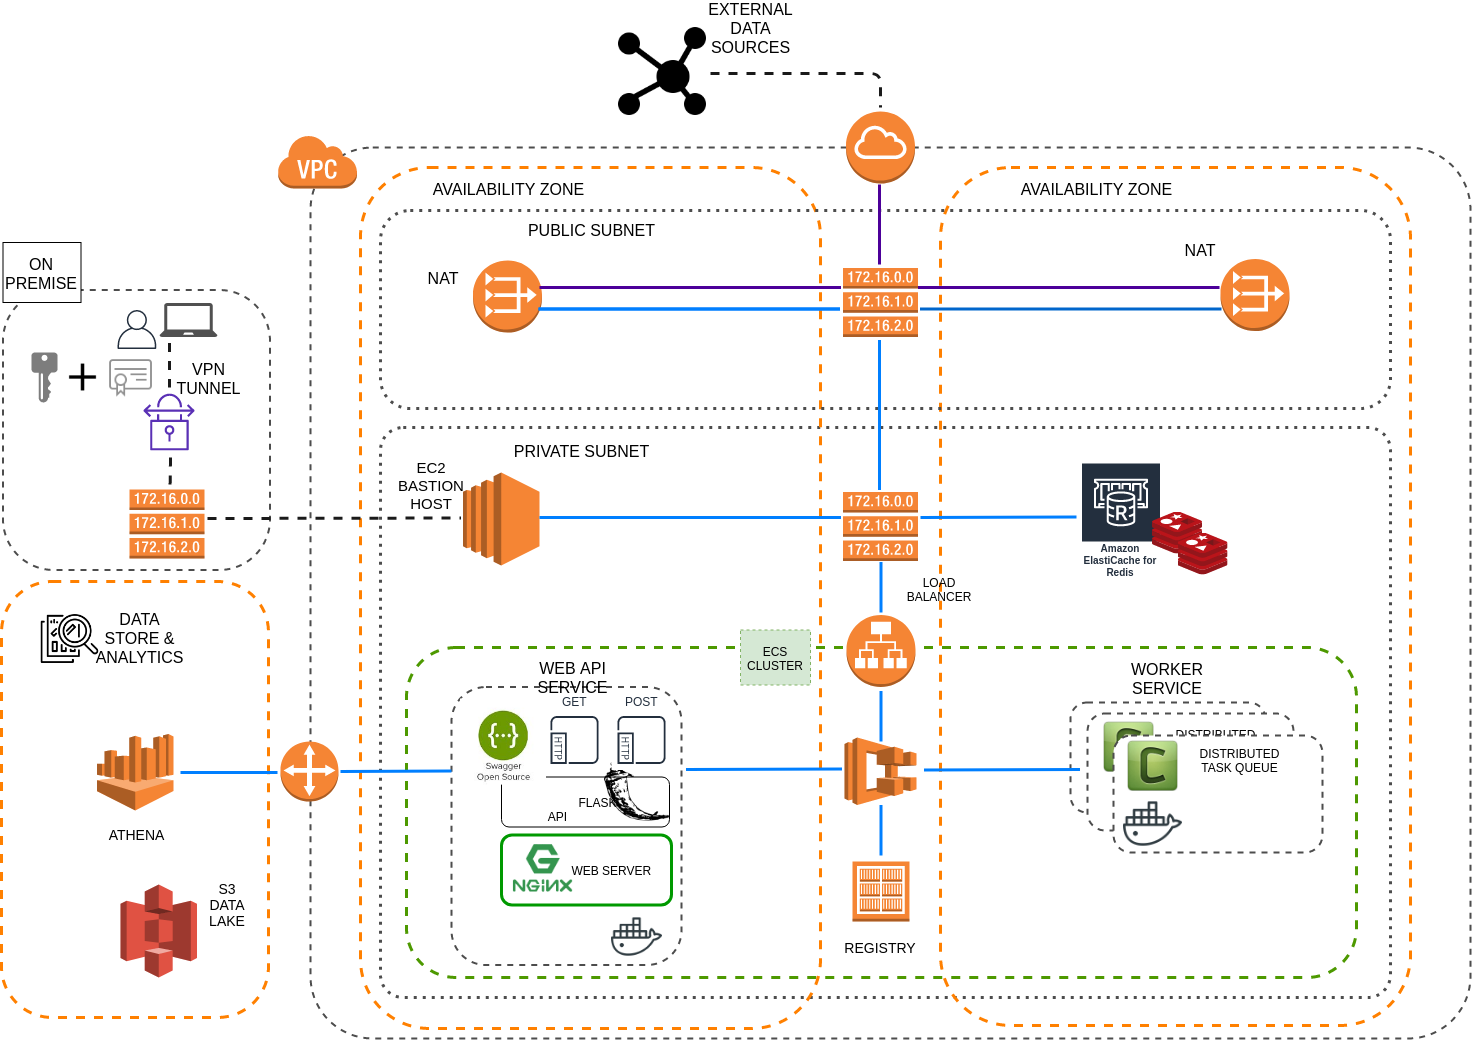 EXTERNAL
DATA
SOURCES
VPC
AVAILABILITY ZONE
AVAILABILITY ZONE
PUBLIC SUBNET
NAT
NAT
172.16.0.0
172.16.1.0
172.16.2.0
ON
PREMISE
VPN
TUNNEL
172.16.0.0
172.16.1.0
172.16.2.0
PRIVATE SUBNET
EC2
BASTION
HOST
172.16.0.0
172.16.1.0
172.16.2.0
R
Amazon
ElastiCache for
Redis
LOAD
BALANCER
DATA
STORE &
ANALYTICS
ATHENA
S3
DATA
LAKE
ECS
CLUSTER
WEB API
SERVICE
GET
POST
HTTP
HTTP
{···}
Swagger
Open Source
FLASK
API
G
NGINX
WEB SERVER
REGISTRY
WORKER
SERVICE
DISTRIBUTED
C
DISTRIBUTED
TASK QUEUE